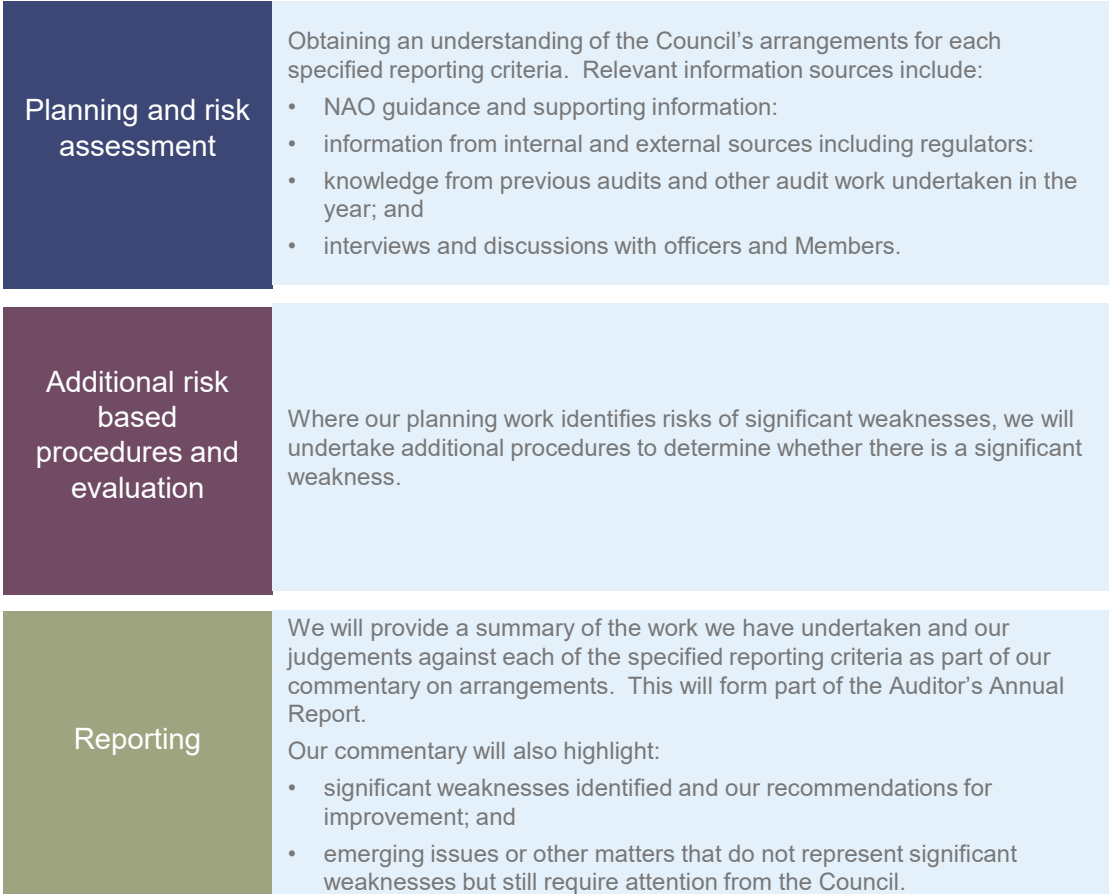 Planning and risk
assessment
Obtaining an understanding of the Council’s arrangements for each
specified reporting criteria.  Relevant information sources include:
• NAO guidance and supporting information:
• information from internal and external sources including regulators:
• knowledge from previous audits and other audit work undertaken in the
year; and
• interviews and discussions with officers and Members.
Additional risk
based
procedures and
evaluation
Where our planning work identifies risks of significant weaknesses, we will
undertake additional procedures to determine whether there is a significant
weakness.
Reporting
We will provide a summary of the work we have undertaken and our
judgements against each of the specified reporting criteria as part of our
commentary on arrangements.  This will form part of the Auditor’s Annual
Report.
Our commentary will also highlight:
• significant weaknesses identified and our recommendations for
improvement; and
• emerging issues or other matters that do not represent significant
weaknesses but still require attention from the Council.